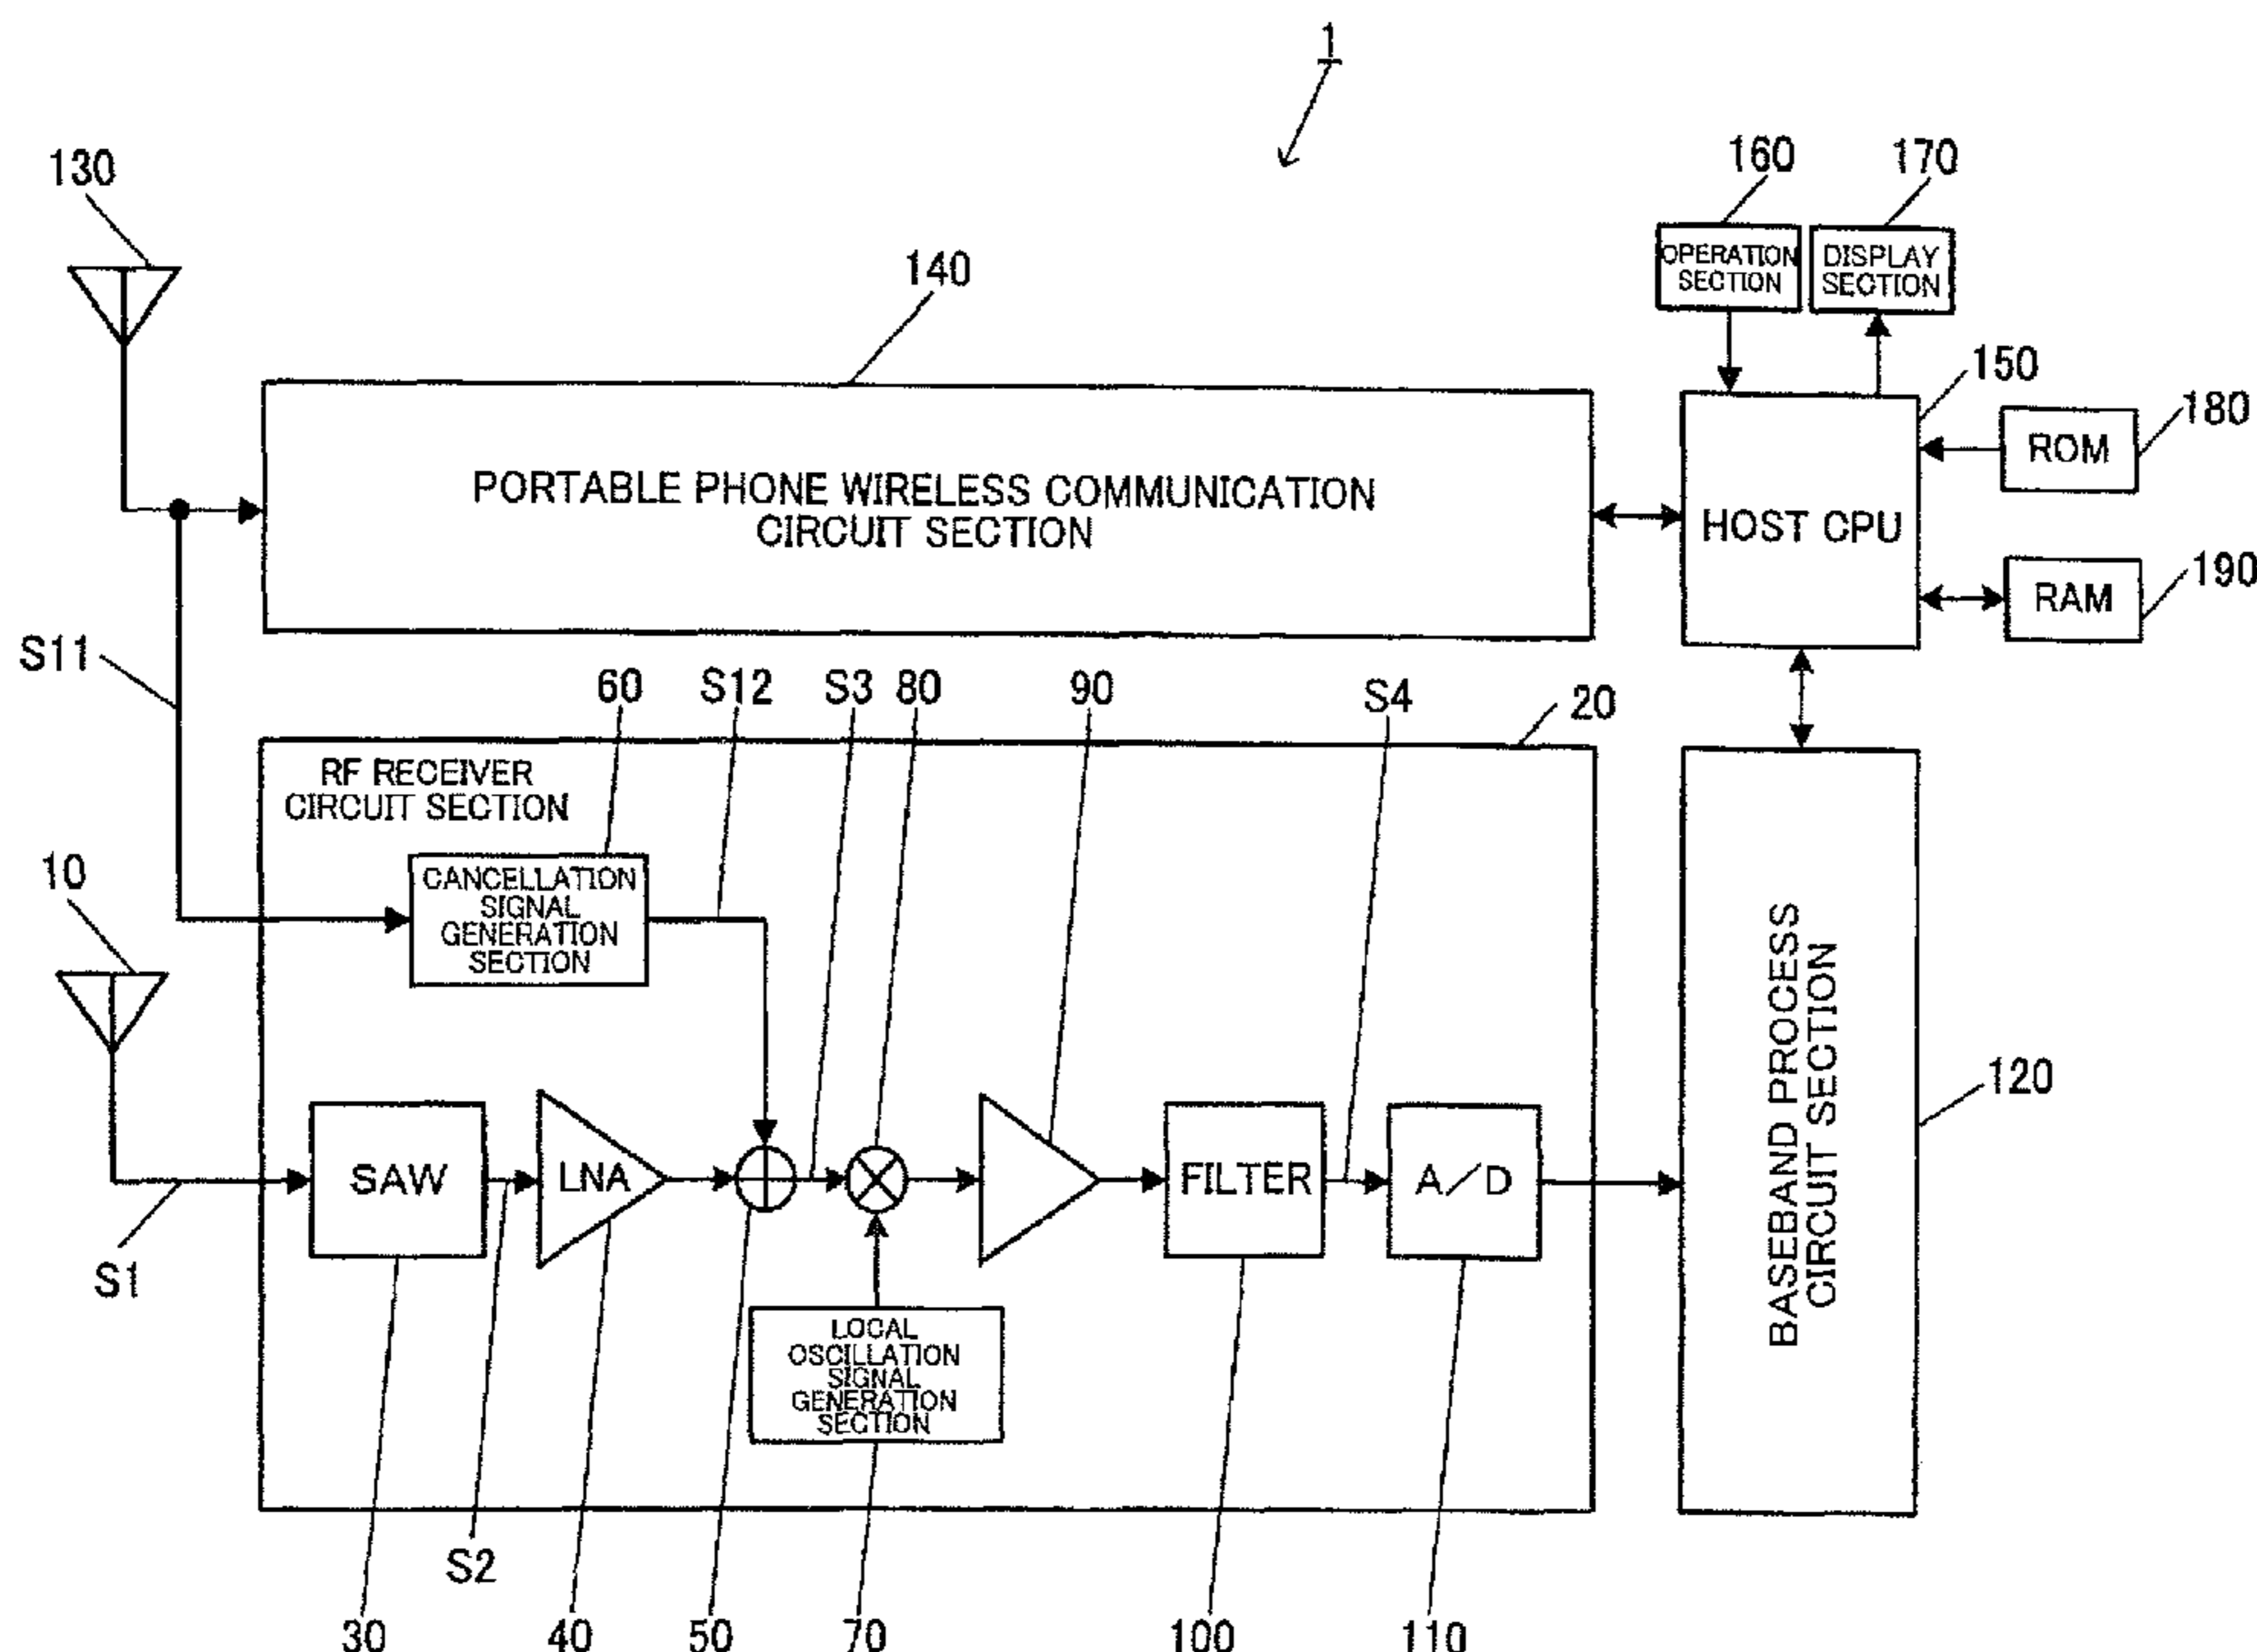 1
130
160
170
140
OPERATION
SECTION
DISPLAY
SECTION
150
180
ROM
PORTABLE PHONE WIRELESS COMMUNICATION
CIRCUIT SECTION
HOST CPU
190
RAM
S11
60
S12
S3
80
90
S4
20
RF RECEIVER
CIRCUIT SECTION
10
CANCELLATION
SIGNAL
GENERATION
SECTION
BASEBAND PROCESS
CIRCUIT SECTION
120
SAW
LNA
FILTER
A/D
S1
LOCAL
OSCILLATION
SIGNAL
GENERATION
SECTION
S2
30
40
50
70
100
110